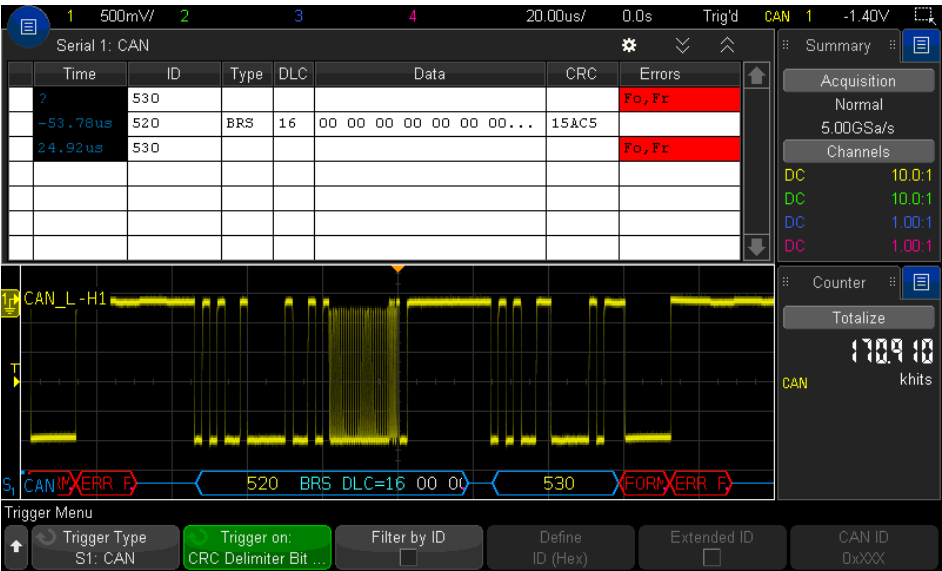 1 500mV/ 2 3 4 20.00us/ 0.0s Trig'd CAN 1 -1.40V
Serial 1: CAN
Time ID Type DLC Data CRC Errors
? 530 Fo,Fr
-53.78us 520 BRS 16 00 00 00 00 00 00 00... 15AC5
24.92us 530 Fo,Fr
Summary
Acquisition
Normal
5.00GSa/s
Channels
DC 10.0:1
DC 10.0:1
DC 1.00:1
DC 1.00:1
CAN_L-H1
T
S1 CAN ERR F 520 BRS DLC=16 00 00 530 FORM ERR F
Counter
Totalize
170.910
CAN khits
Trigger Menu
Trigger Type
S1: CAN
Trigger on:
CRC Delimiter Bit ...
Filter by ID
Define
ID (Hex)
Extended ID
CAN ID
0xXXX